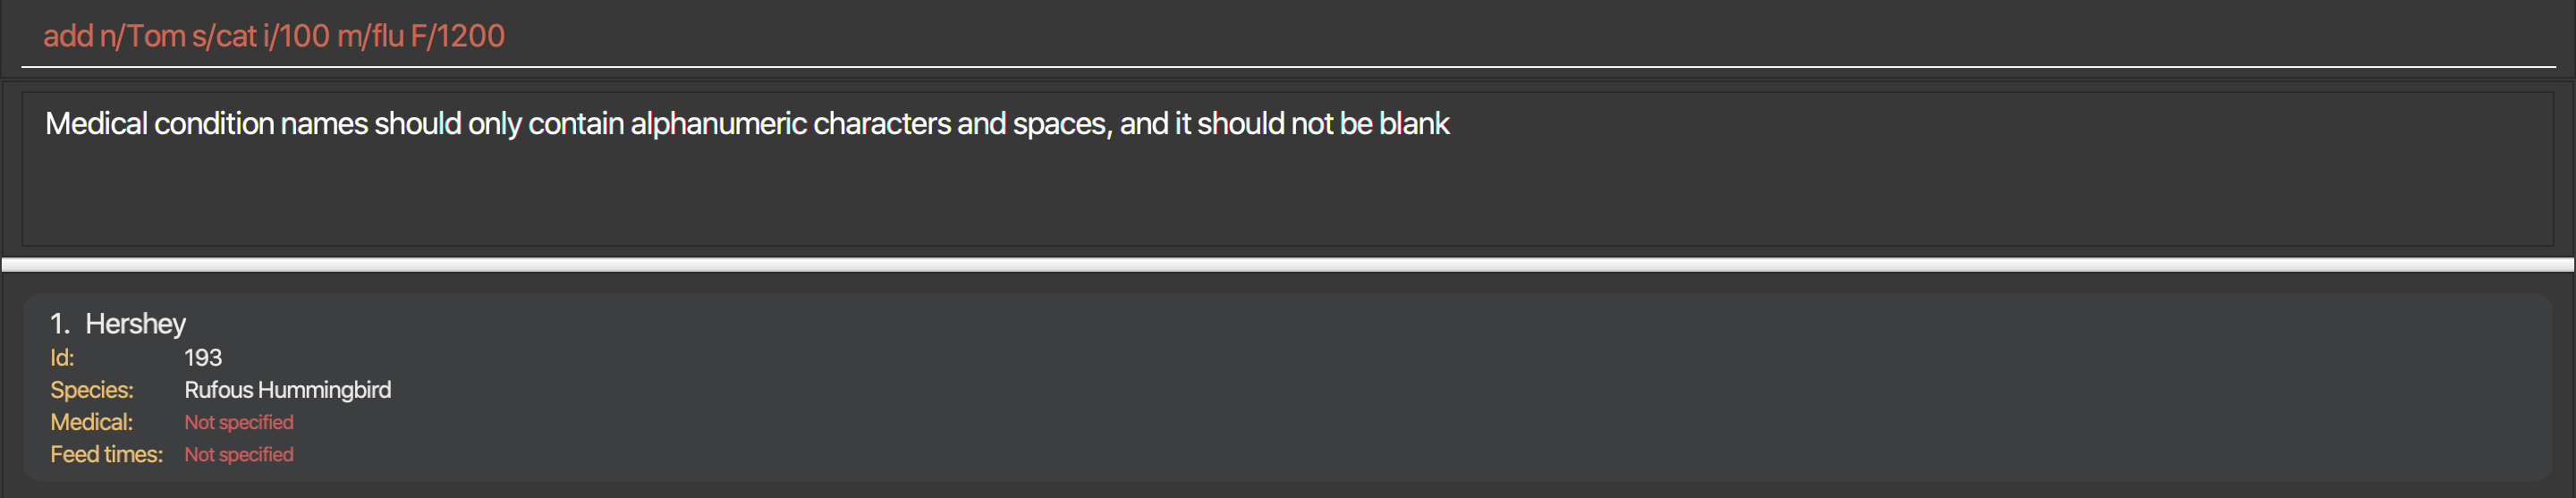 add n/Tom s/cat i/100 m/flu F/1200
Medical condition names should only contain alphanumeric characters and spaces, and it should not be blank
1. Hershey
Id: 193
Species: Rufous Hummingbird
Medical: Not specified
Feed times: Not specified